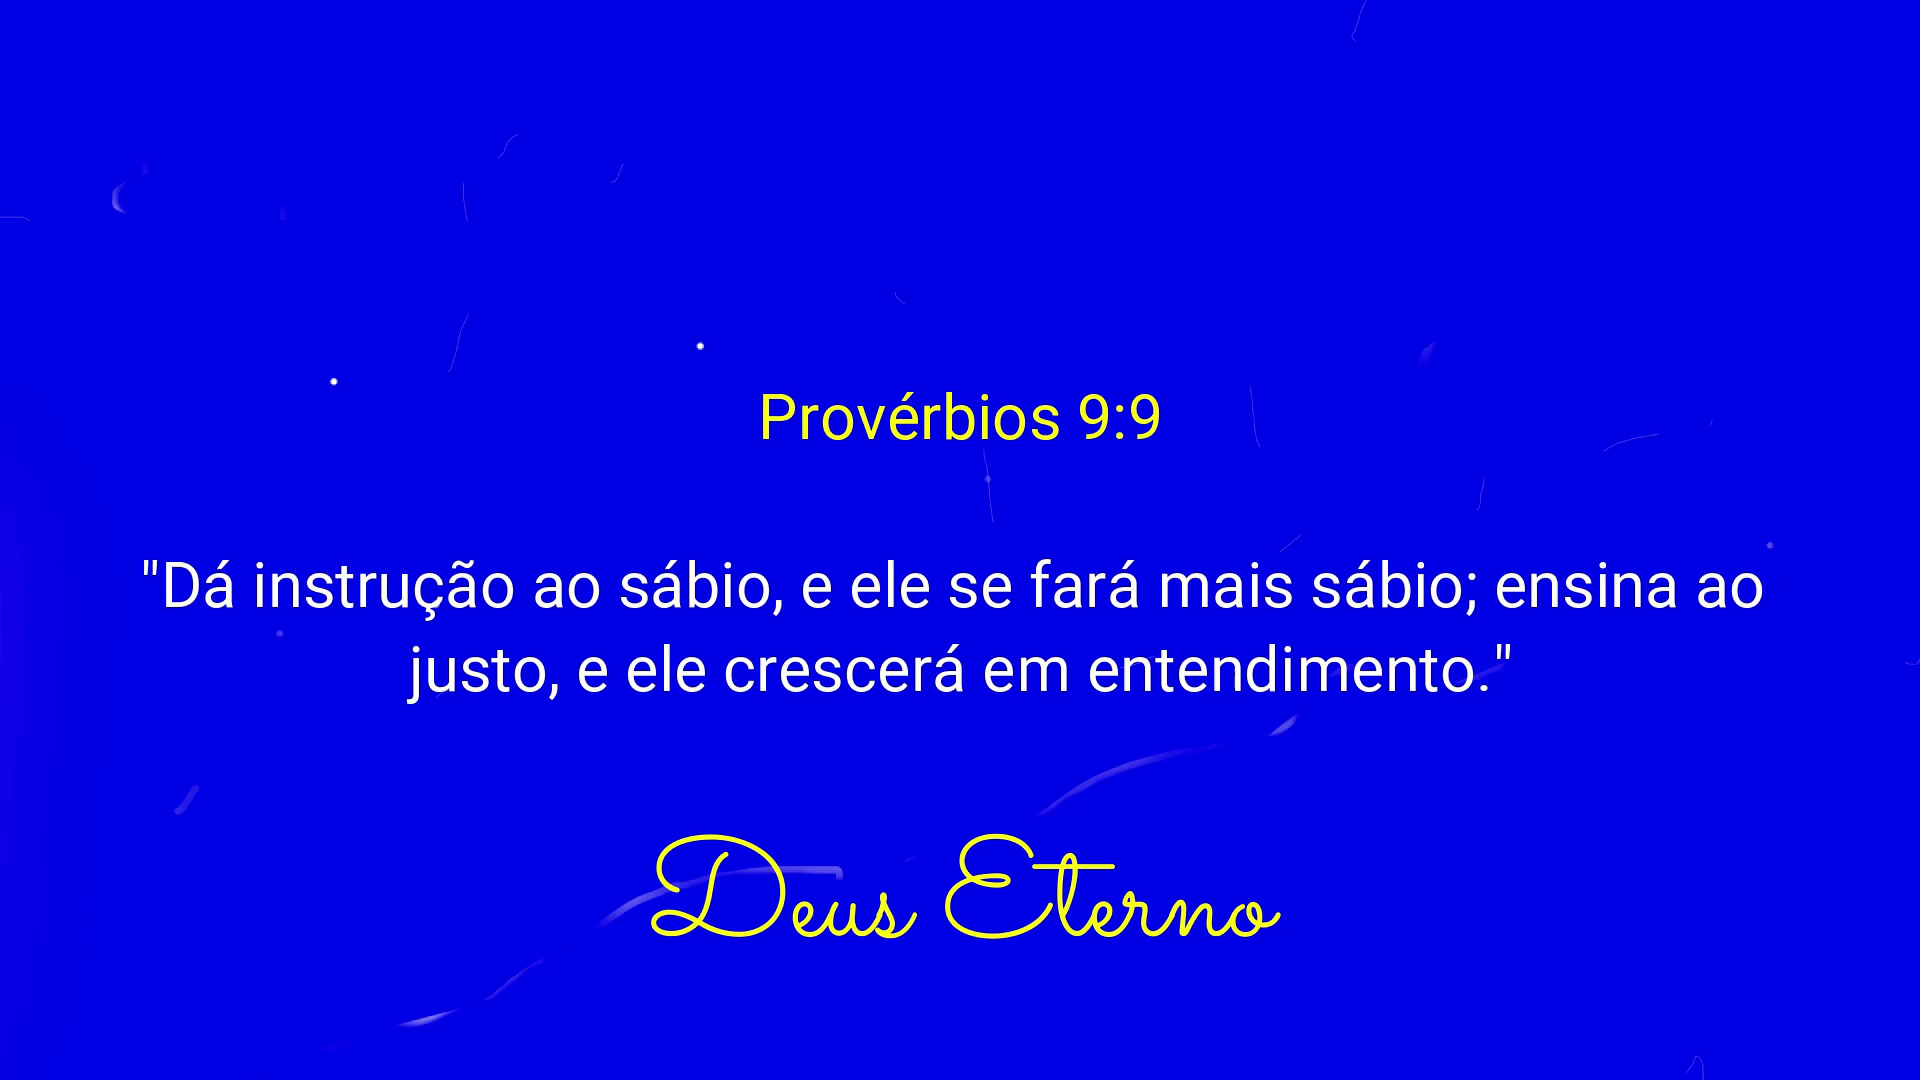 Provérbios 9:9
"Dá instrução ao sábio, e ele se fará mais sábio; ensina ao
justo, e ele crescerá em entendimento."
Deus Eterno